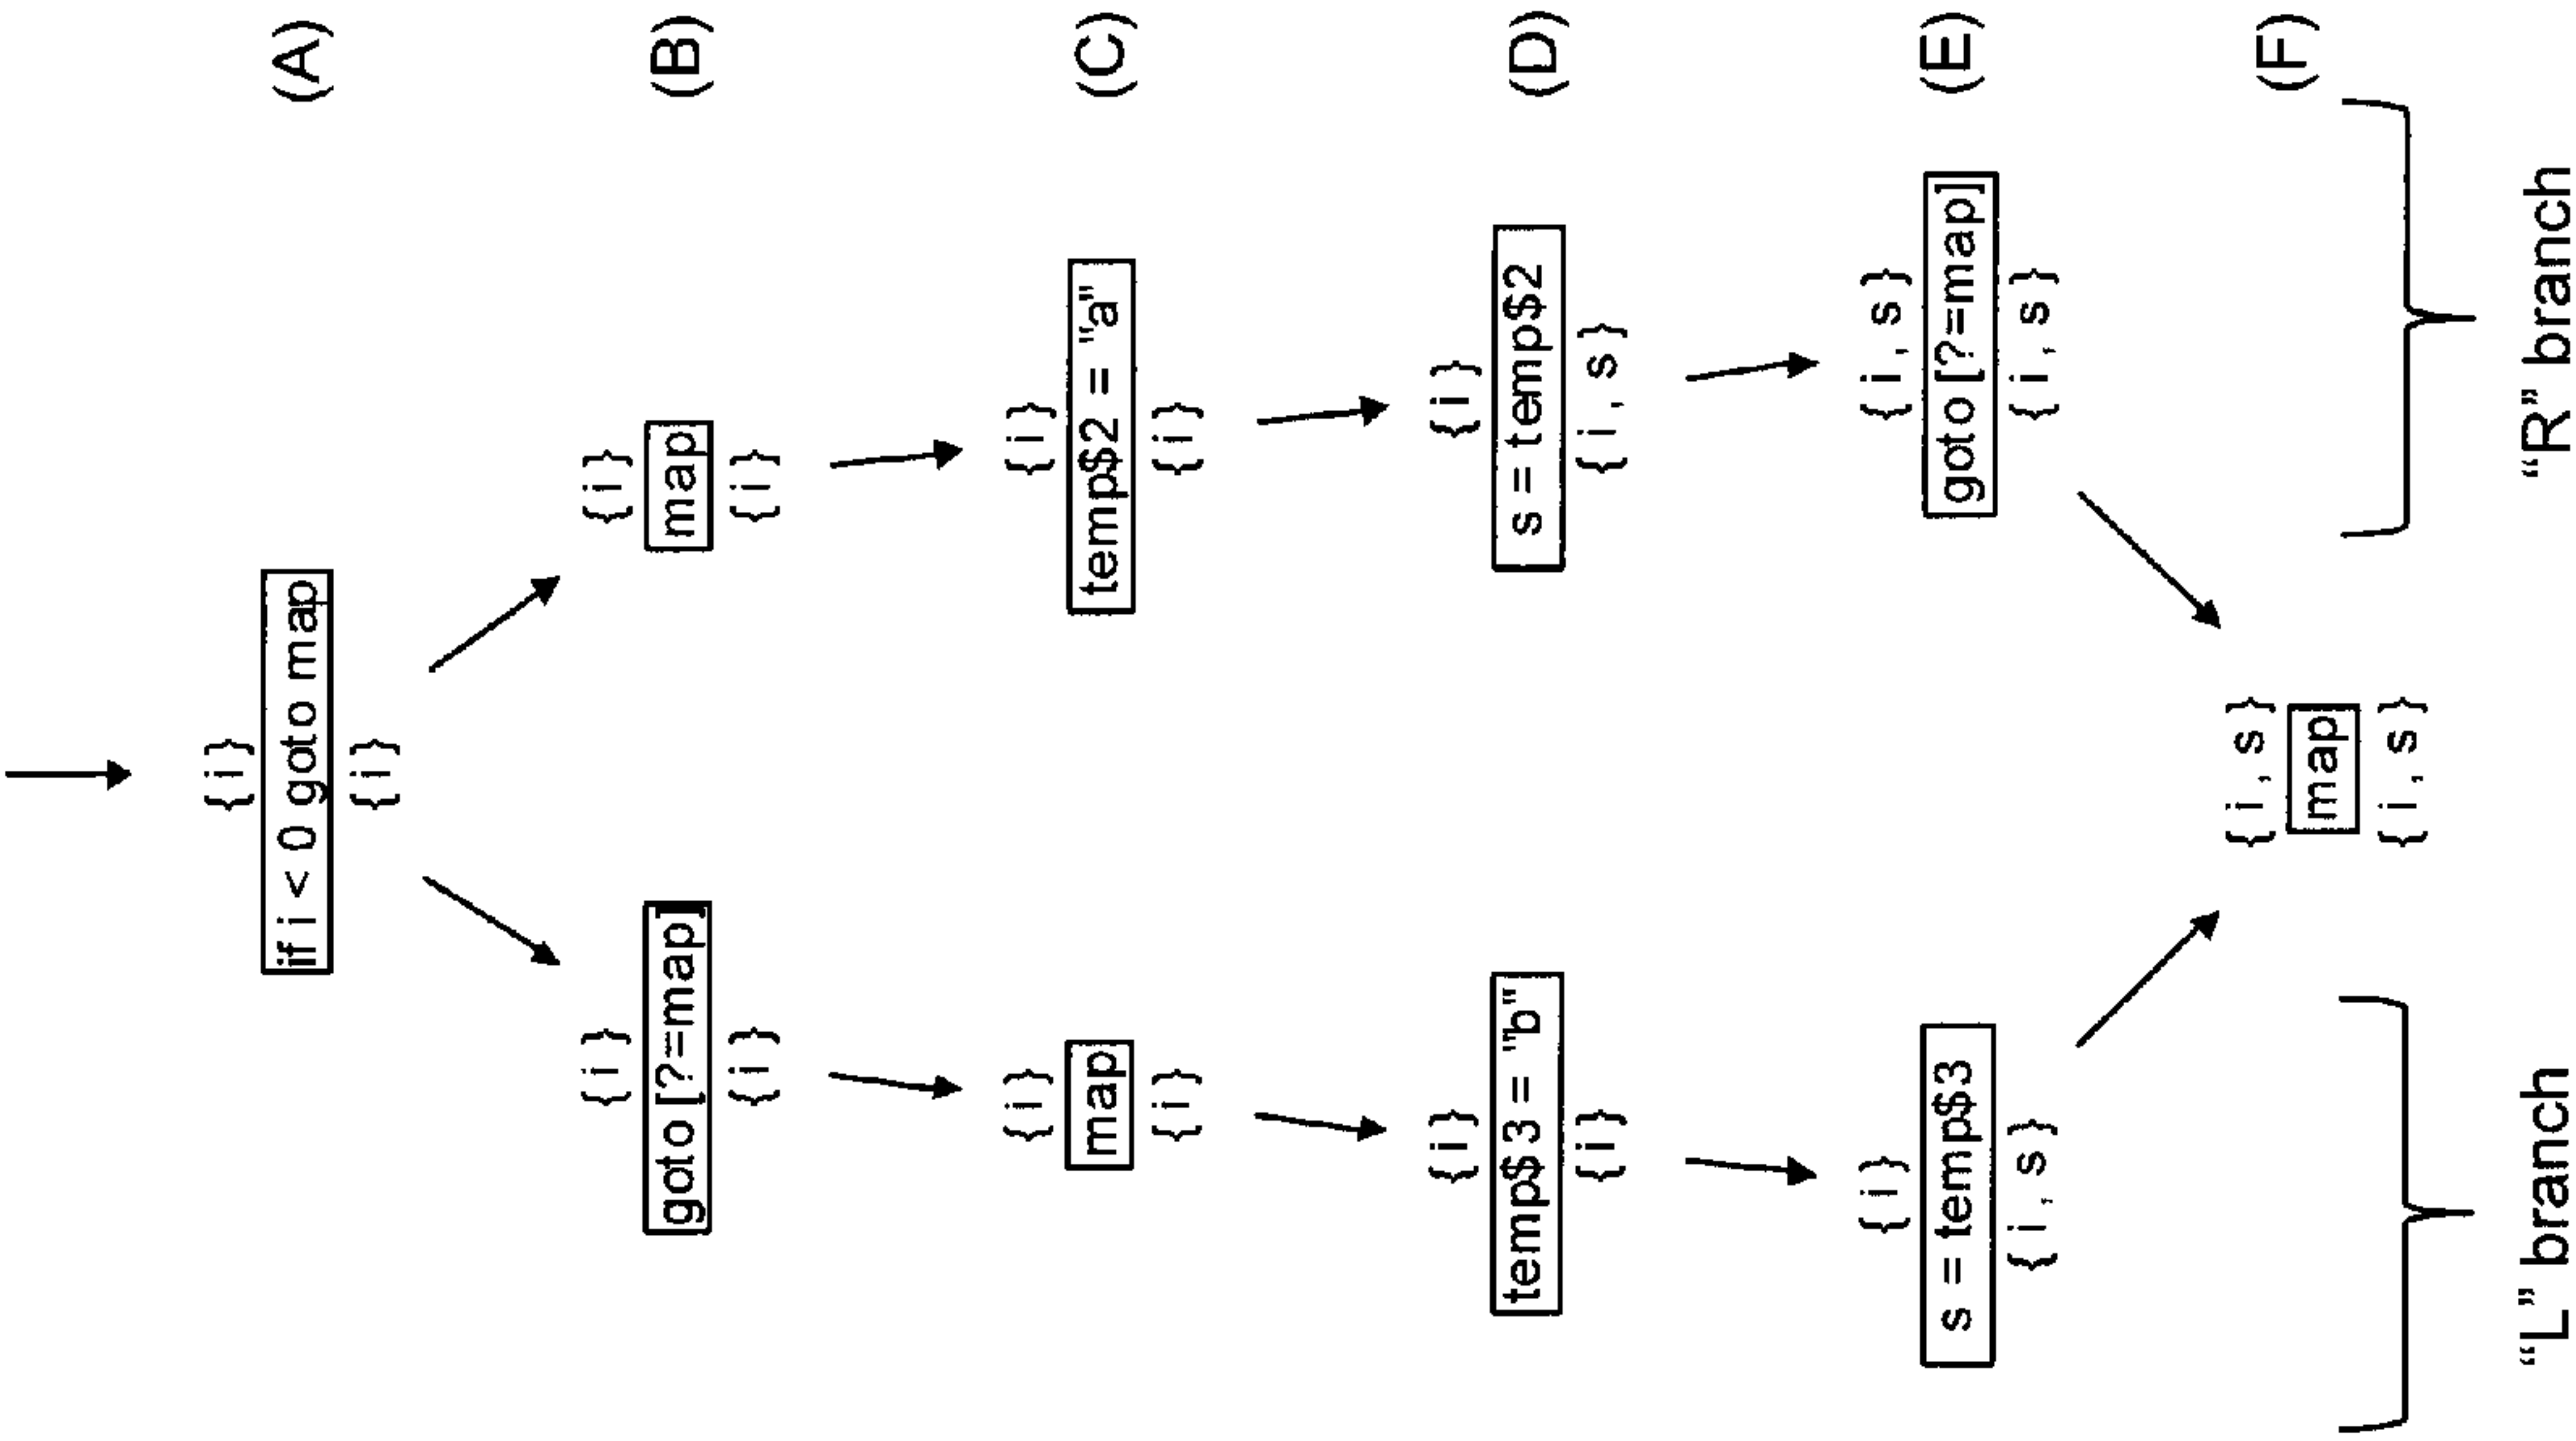 {i}
if i < 0 goto map
(A)
{i}
{i}
{i}
goto [?=map]
map
(B)
{i}
{i}
{i}
{i}
map
temp$2 = "a"
(C)
{i}
{i}
{i}
{i}
temp$3 = "b"
s = temp$2
(D)
{i}
{i, s}
{i}
{i, s}
s = temp$3
goto [?=map]
(E)
{i, s}
{i, s}
{i, s}
map
(F)
{i, s}
“L” branch
“R” branch